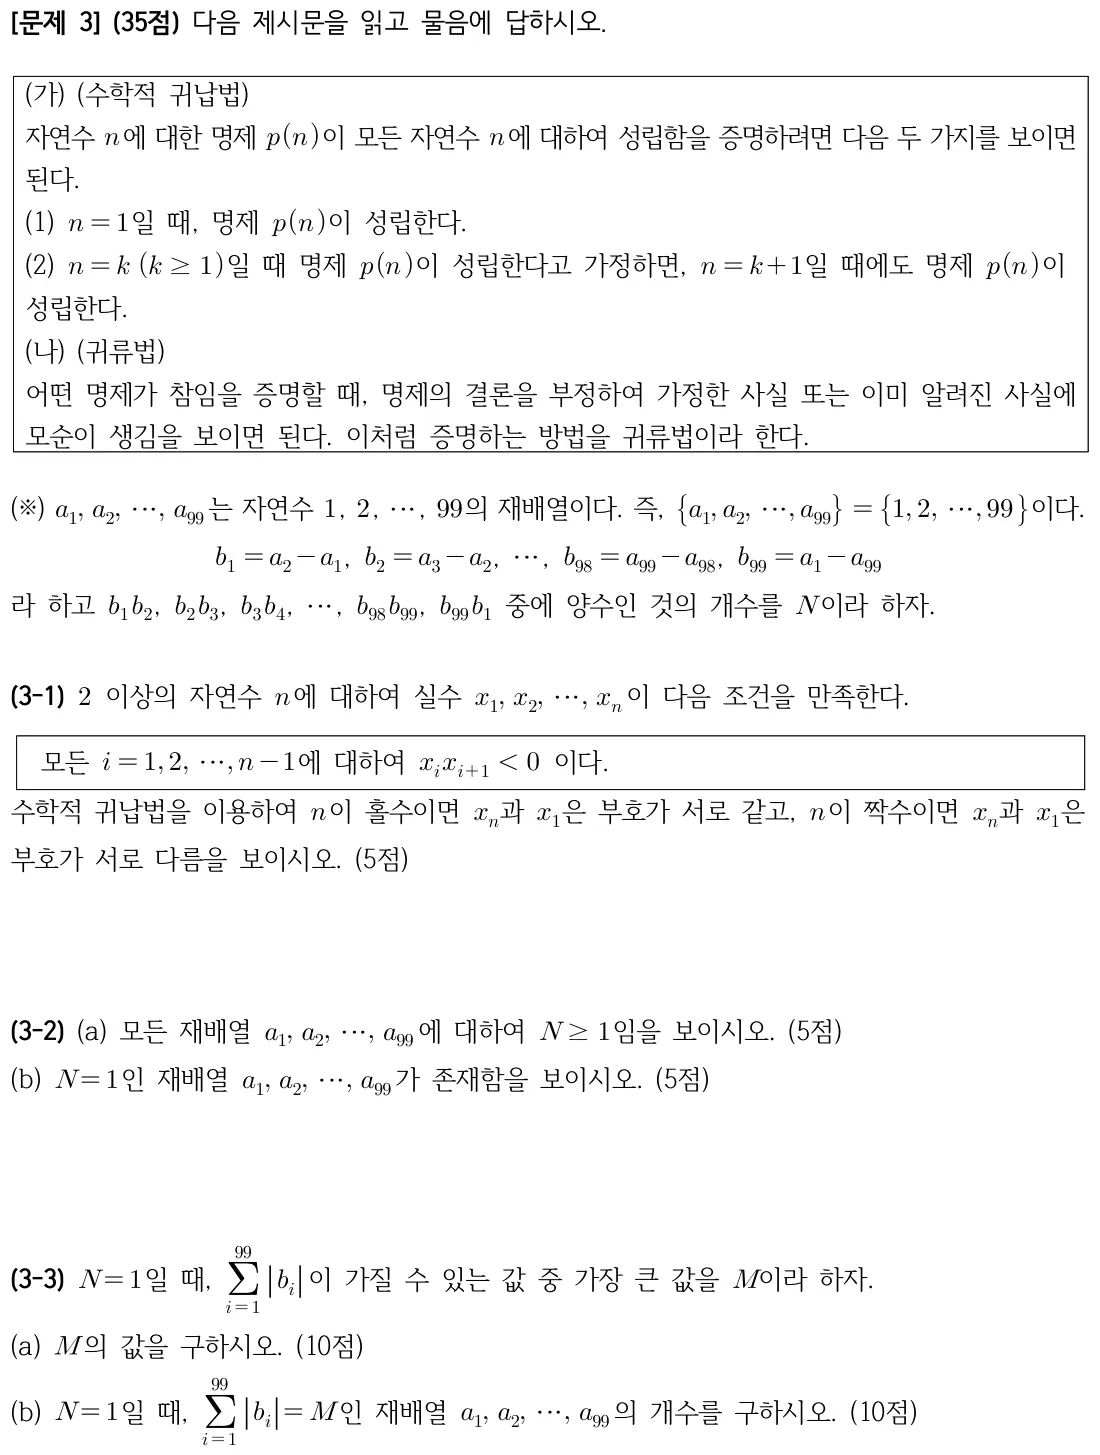 [문제 3] (35점) 다음 제시문을 읽고 물음에 답하시오.
(가) (수학적 귀납법)
자연수 n에 대한 명제 p(n)이 모든 자연수 n에 대하여 성립함을 증명하려면 다음 두 가지를 보이면
된다.
(1) n=1일 때, 명제 p(n)이 성립한다.
(2) n=k (k≥1)일 때 명제 p(n)이 성립한다고 가정하면, n=k+1일 때에도 명제 p(n)이
성립한다.
(나) (귀류법)
어떤 명제가 참임을 증명할 때, 명제의 결론을 부정하여 가정한 사실 또는 이미 알려진 사실에
모순이 생김을 보이면 된다. 이처럼 증명하는 방법을 귀류법이라 한다.
(※) a₁, a₂, ⋯, a₉₉는 자연수 1, 2, ⋯, 99의 재배열이다. 즉, {a₁, a₂, ⋯, a₉₉} = {1, 2, ⋯, 99}이다.
b₁=a₂−a₁, b₂=a₃−a₂, ⋯, b₉₈=a₉₉−a₉₈, b₉₉=a₁−a₉₉
라 하고 b₁b₂, b₂b₃, b₃b₄, ⋯, b₉₈b₉₉, b₉₉b₁ 중에 양수인 것의 개수를 N이라 하자.
(3-1) 2 이상의 자연수 n에 대하여 실수 x₁, x₂, ⋯, xₙ이 다음 조건을 만족한다.
모든 i=1, 2, ⋯, n−1에 대하여 xᵢxᵢ₊₁<0 이다.
수학적 귀납법을 이용하여 n이 홀수이면 xₙ과 x₁은 부호가 서로 같고, n이 짝수이면 xₙ과 x₁은
부호가 서로 다름을 보이시오. (5점)
(3-2) (a) 모든 재배열 a₁, a₂, ⋯, a₉₉에 대하여 N≥1임을 보이시오. (5점)
(b) N=1인 재배열 a₁, a₂, ⋯, a₉₉가 존재함을 보이시오. (5점)
(3-3) N=1일 때, ∑_{i=1}^{99} |bᵢ|이 가질 수 있는 값 중 가장 큰 값을 M이라 하자.
(a) M의 값을 구하시오. (10점)
(b) N=1일 때, ∑_{i=1}^{99} |bᵢ|=M인 재배열 a₁, a₂, ⋯, a₉₉의 개수를 구하시오. (10점)